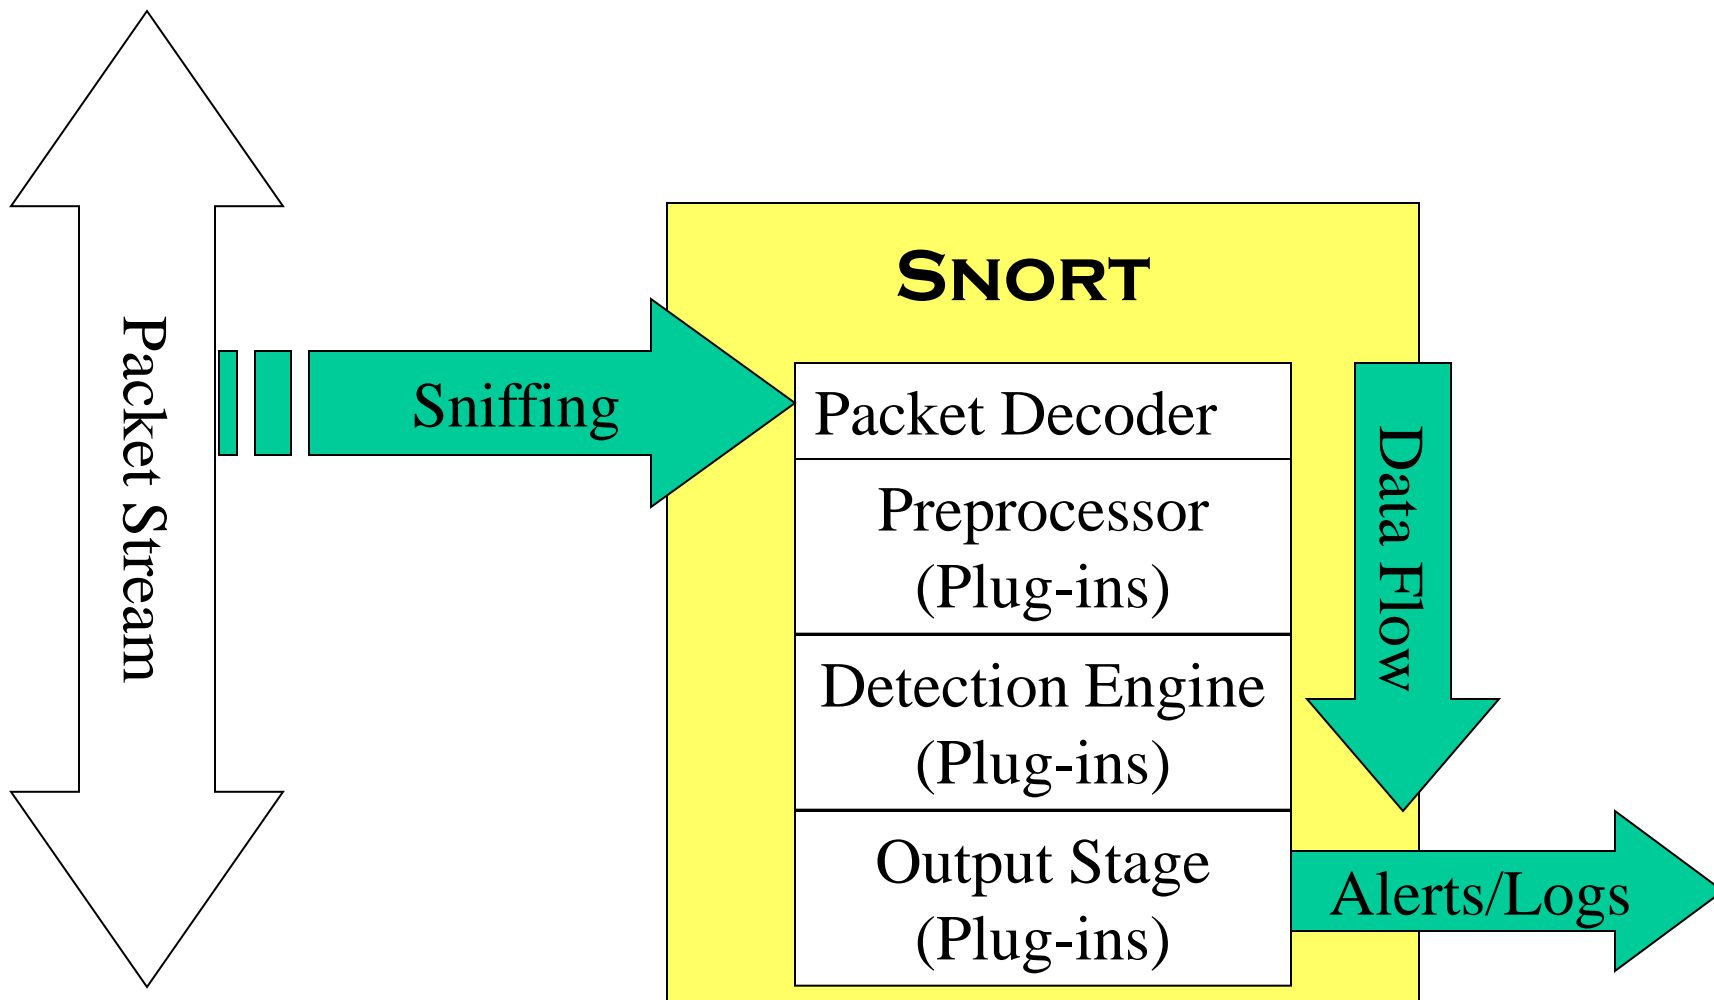 Packet Stream
Sniffing
SNORT
Packet Decoder
Preprocessor
(Plug-ins)
Detection Engine
(Plug-ins)
Output Stage
(Plug-ins)
Data Flow
Alerts/Logs